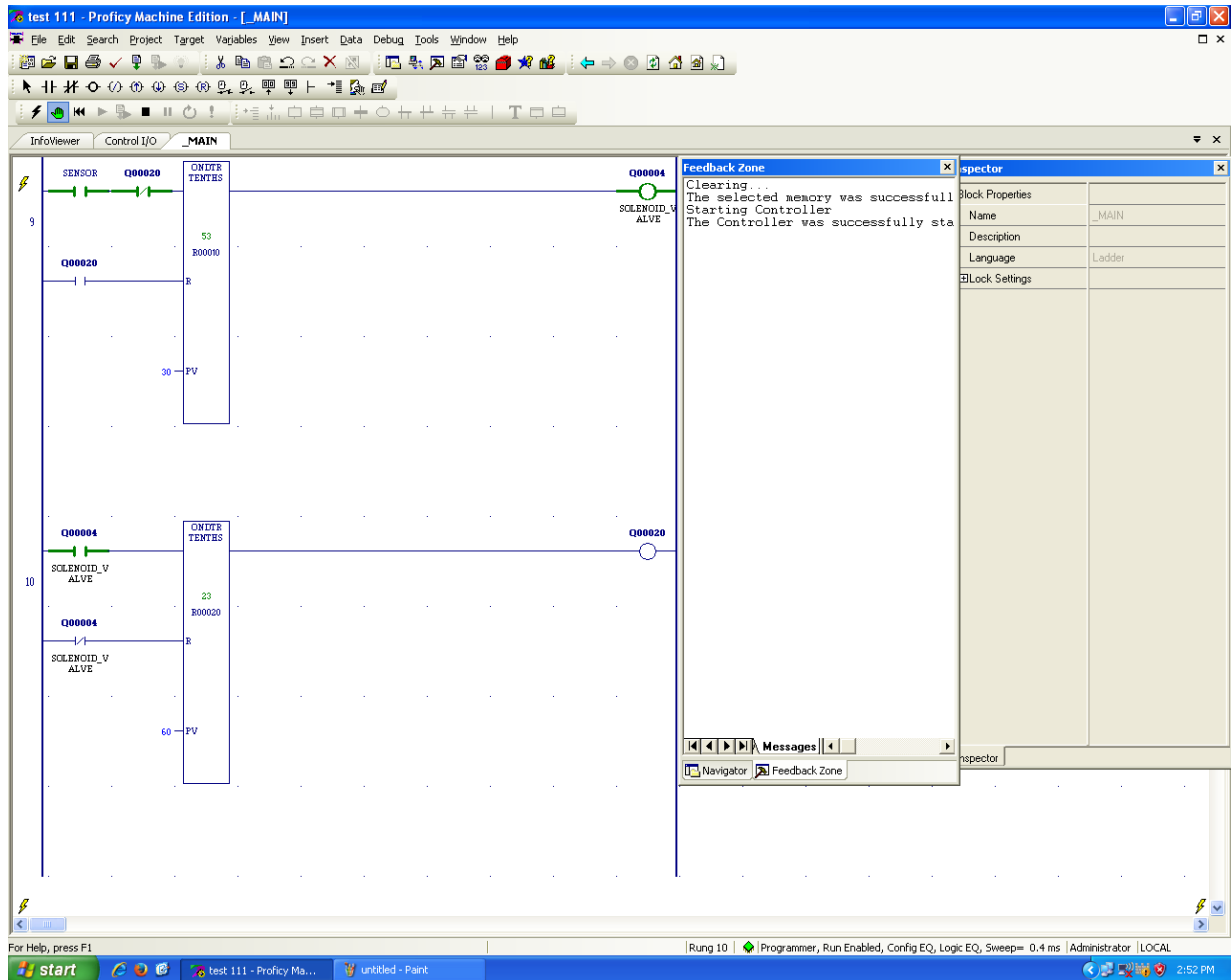 test 111 - Proficy Machine Edition - [_MAIN]
File Edit Search Project Target Variables View Insert Data Debug Tools Window Help
InfoViewer Control I/O _MAIN
SENSOR Q00020 ONDTR Q00004
TENTHS
SOLENOID_V
ALVE
9
53
R00010
Q00020
R
30 PV
Q00004 ONDTR Q00020
TENTHS
SOLENOID_V
ALVE
10
23
R00020
Q00004
R
SOLENOID_V
ALVE
60 PV
Feedback Zone
Clearing...
The selected memory was successfull
Starting Controller
The Controller was successfully sta
Messages
Navigator Feedback Zone
nspector
Block Properties
Name _MAIN
Description
Language Ladder
Lock Settings
nspector
For Help, press F1
Rung 10 Programmer, Run Enabled, Config EQ, Logic EQ, Sweep= 0.4 ms Administrator LOCAL
start test 111 - Proficy Ma... untitled - Paint 2:52 PM